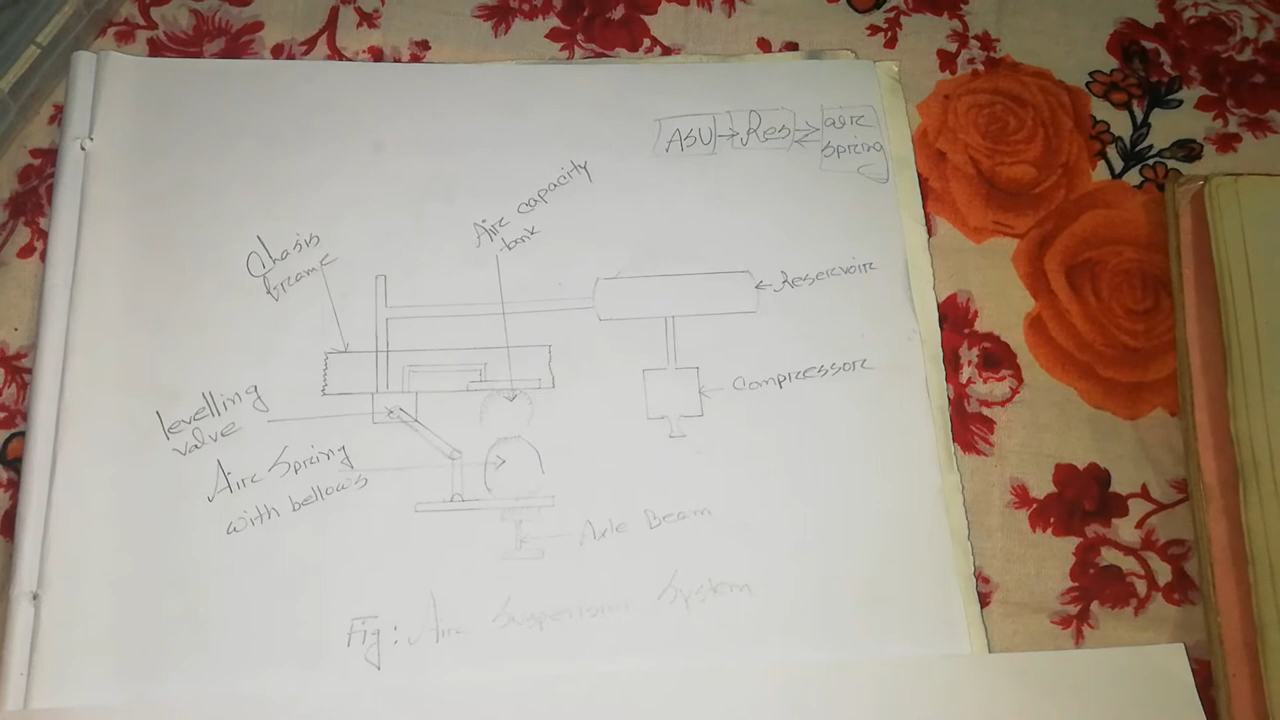 ASU → Res ⇄ air
spring
Air capacity
tank
Chasis
frame
← Reservoir
Compressor
levelling
valve
Air Spring
with bellows
Axle Beam
Fig: Air Suspension System